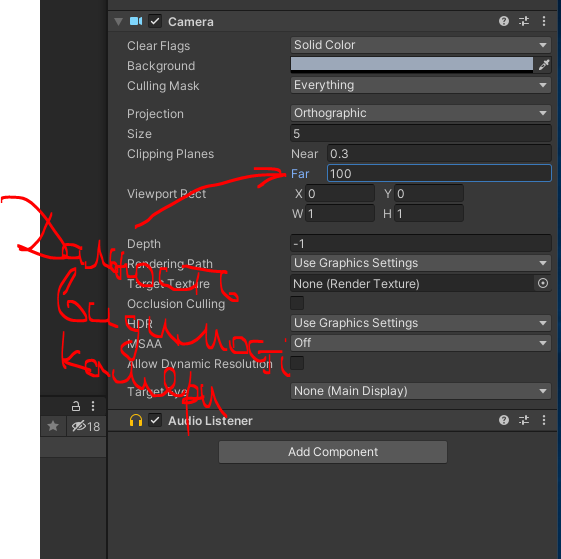 Camera
Clear Flags Solid Color
Background
Culling Mask Everything
Projection Orthographic
Size 5
Clipping Planes Near 0.3
Far 100
Viewport Rect X 0 Y 0
W 1 H 1
Дальность
видимости
камеры
Depth -1
Rendering Path Use Graphics Settings
Target Texture None (Render Texture)
Occlusion Culling
HDR Use Graphics Settings
MSAA Off
Allow Dynamic Resolution
Target Eye None (Main Display)
18
Audio Listener
Add Component